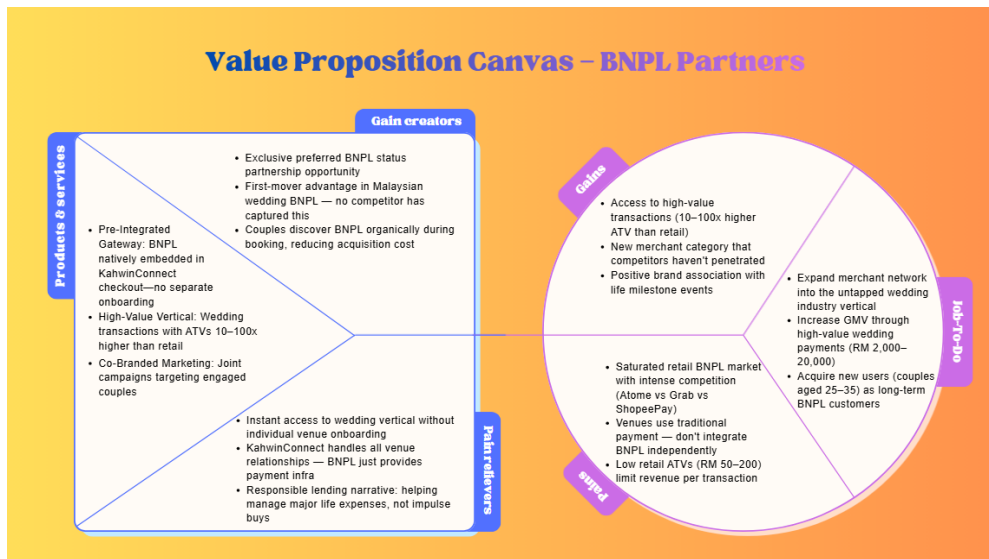 Value Proposition Canvas – BNPL Partners
Gain creators
Products & services
• Exclusive preferred BNPL status
partnership opportunity
• First-mover advantage in Malaysian
wedding BNPL — no competitor has
captured this
• Couples discover BNPL organically during
booking, reducing acquisition cost
• Pre-Integrated
Gateway: BNPL
natively embedded in
KahwinConnect
checkout—no separate
onboarding
• High-Value Vertical: Wedding
transactions with ATVs 10–100x
higher than retail
• Co-Branded Marketing: Joint
campaigns targeting engaged
couples
• Instant access to wedding vertical without
individual venue onboarding
• KahwinConnect handles all venue
relationships — BNPL just provides
payment infra
• Responsible lending narrative: helping
manage major life expenses, not impulse
buys
Pain relievers
Gains
• Access to high-value
transactions (10–100x higher
ATV than retail)
• New merchant category that
competitors haven't penetrated
• Positive brand association with
life milestone events
• Expand merchant network
into the untapped wedding
industry vertical
• Increase GMV through
high-value wedding
payments (RM 2,000–
20,000)
• Acquire new users (couples
aged 25–35) as long-term
BNPL customers
Job-To-Do
• Saturated retail BNPL market
with intense competition
(Atome vs Grab vs
ShopeePay)
• Venues use traditional
payment — don't integrate
BNPL independently
• Low retail ATVs (RM 50–200)
limit revenue per transaction
Pains